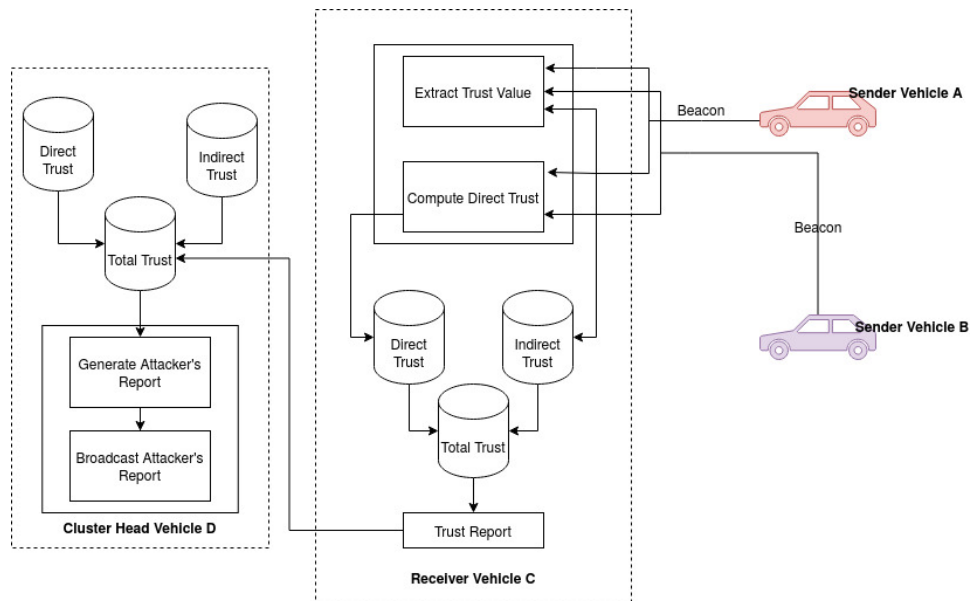 Direct
Trust
Indirect
Trust
Total Trust
Generate Attacker's
Report
Broadcast Attacker's
Report
Cluster Head Vehicle D
Extract Trust Value
Compute Direct Trust
Direct
Trust
Indirect
Trust
Total Trust
Trust Report
Receiver Vehicle C
Beacon
Sender Vehicle A
Beacon
Sender Vehicle B